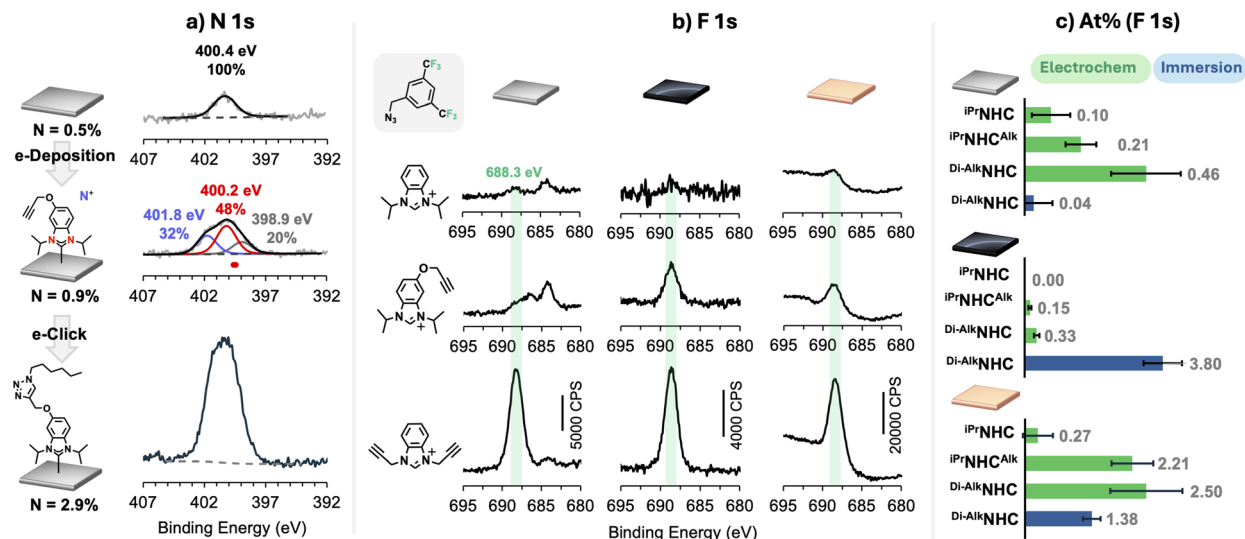 a) N 1s
400.4 eV
100%
N = 0.5%
407 402 397 392
e-Deposition
N⁺
O
N N
400.2 eV
48%
401.8 eV
32%
398.9 eV
20%
N = 0.9%
407 402 397 392
e-Click
N
N
N
O
N N
N = 2.9%
407 402 397 392
Binding Energy (eV)
b) F 1s
CF₃
CF₃
N₃
688.3 eV
N N +
695 690 685 680
695 690 685 680
695 690 685 680
O
N N +
695 690 685 680
695 690 685 680
695 690 685 680
N N +
5000 CPS
4000 CPS
20000 CPS
695 690 685 680
695 690 685 680
695 690 685 680
Binding Energy (eV)
c) At% (F 1s)
Electrochem
Immersion
iPrNHC 0.10
iPrNHCAlk 0.21
Di-AlkNHC 0.46
Di-AlkNHC 0.04
iPrNHC 0.00
iPrNHCAlk 0.15
Di-AlkNHC 0.33
Di-AlkNHC 3.80
iPrNHC 0.27
iPrNHCAlk 2.21
Di-AlkNHC 2.50
Di-AlkNHC 1.38